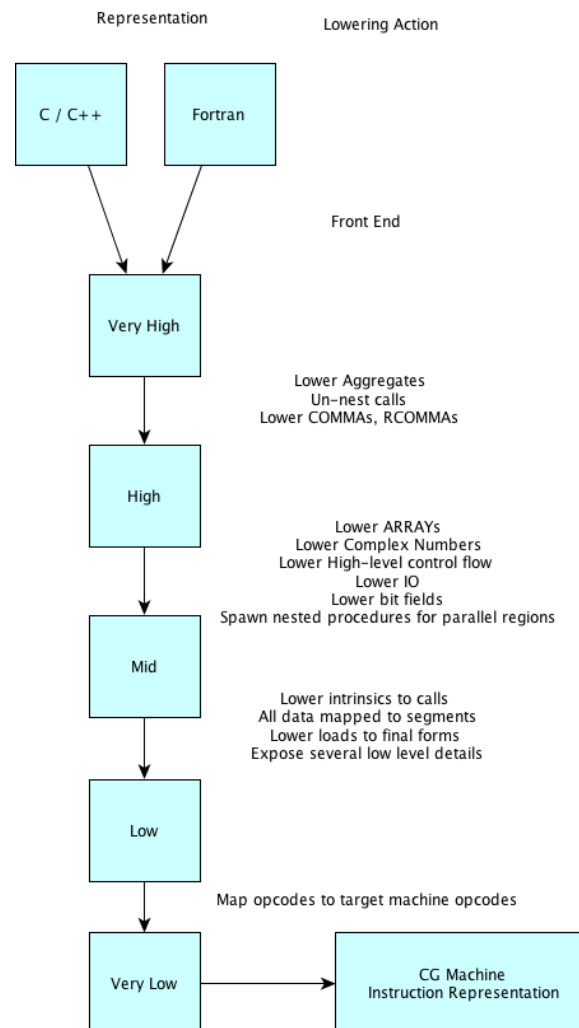 Representation
Lowering Action
C / C++
Fortran
Front End
Very High
Lower Aggregates
Un-nest calls
Lower COMMAs, RCOMMAs
High
Lower ARRAYs
Lower Complex Numbers
Lower High-level control flow
Lower IO
Lower bit fields
Spawn nested procedures for parallel regions
Mid
Lower intrinsics to calls
All data mapped to segments
Lower loads to final forms
Expose several low level details
Low
Map opcodes to target machine opcodes
Very Low
CG Machine
Instruction Representation